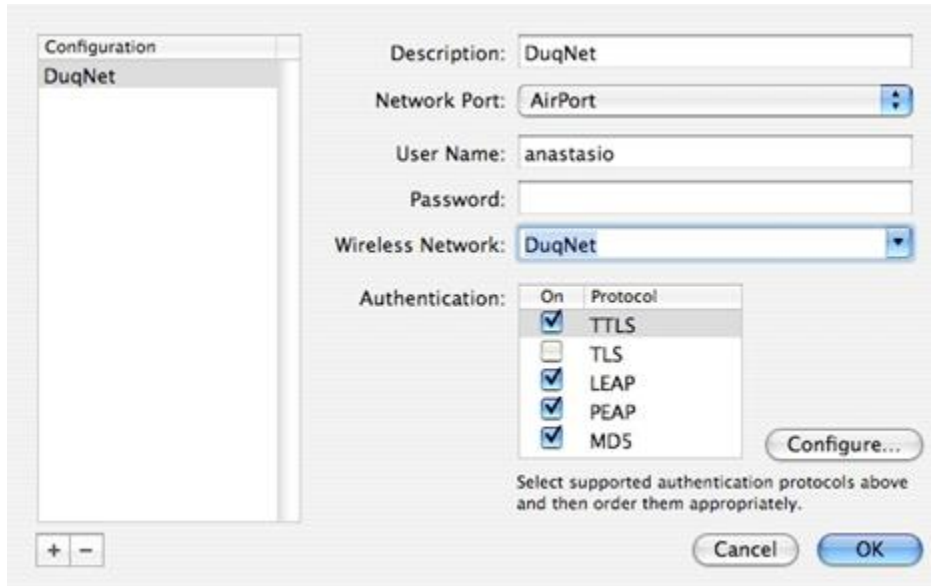 Configuration
DuqNet
Description: DuqNet
Network Port: AirPort
User Name: anastasio
Password:
Wireless Network: DuqNet
Authentication:
On Protocol
TTLS
TLS
LEAP
PEAP
MD5
Configure...
Select supported authentication protocols above
and then order them appropriately.
+ -
Cancel OK